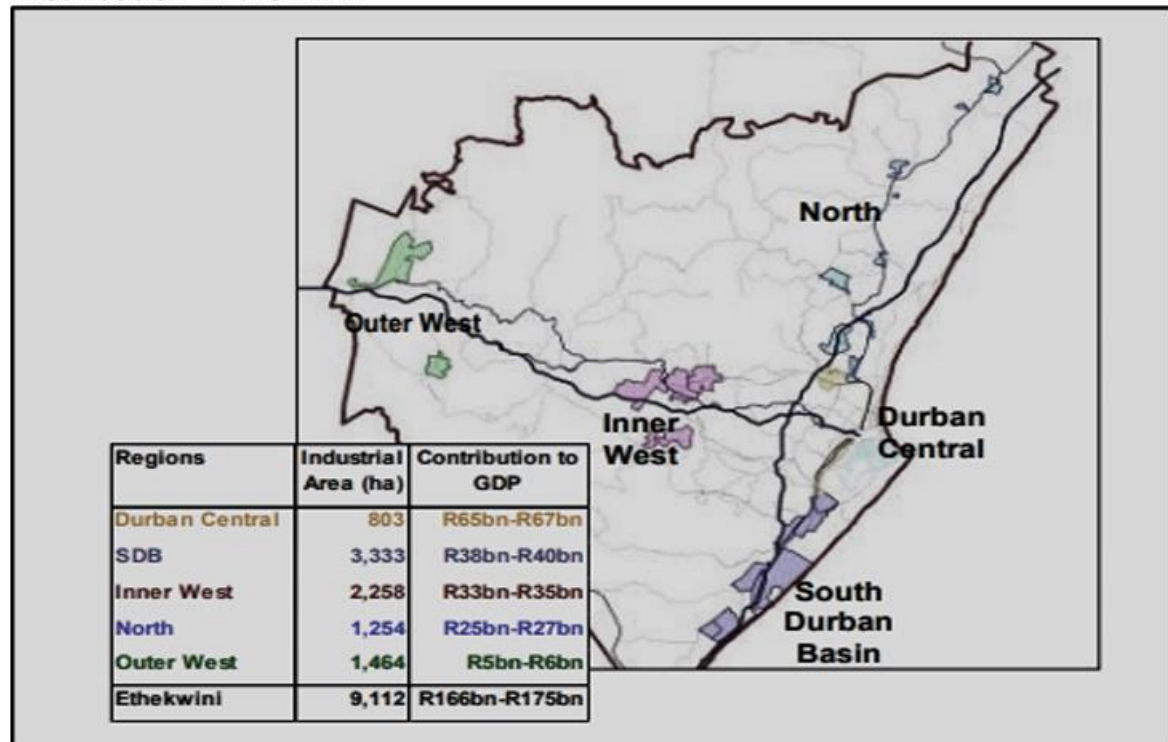 North
Outer West
Inner
West
Durban
Central
South
Durban
Basin
Regions Industrial Area (ha) Contribution to GDP
Durban Central 803 R65bn-R67bn
SDB 3,333 R38bn-R40bn
Inner West 2,258 R33bn-R35bn
North 1,254 R25bn-R27bn
Outer West 1,464 R5bn-R6bn
Ethekwini 9,112 R166bn-R175bn